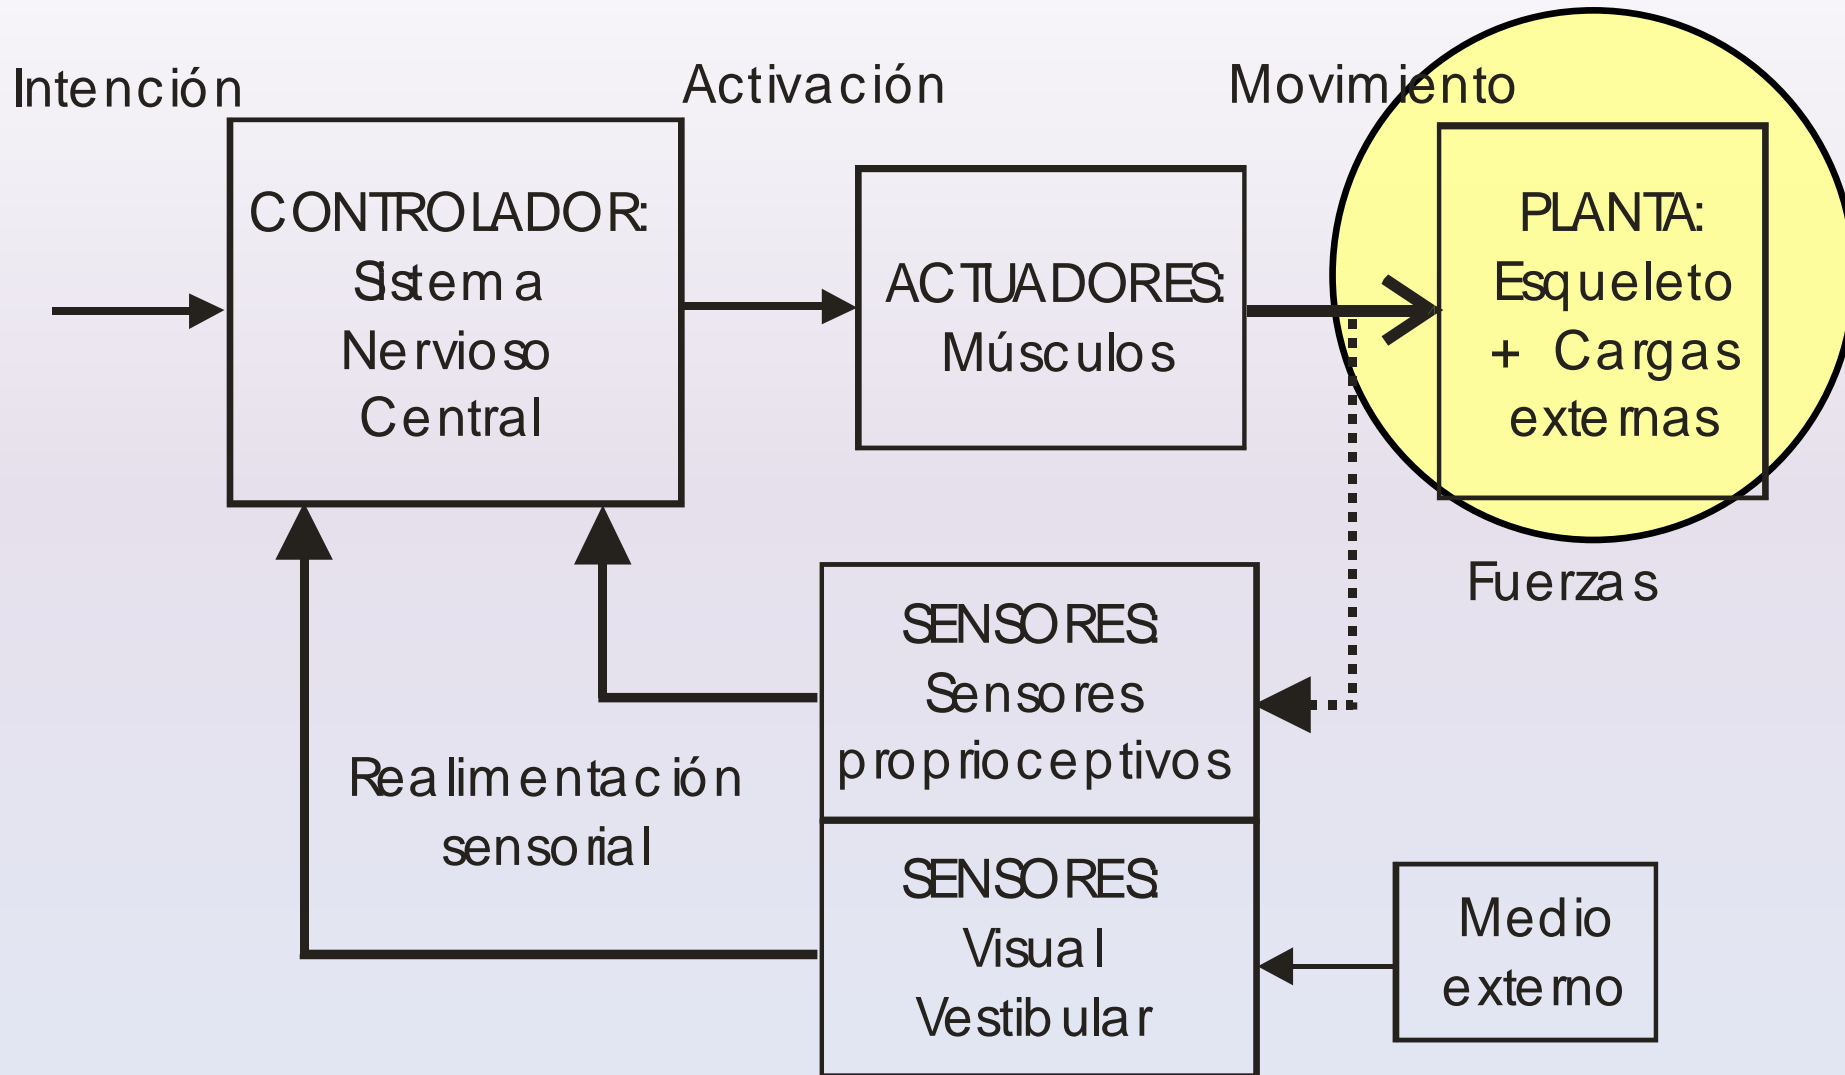 Intención
Activación
Movimiento
CONTROLADOR:
Sistema
Nervioso
Central
ACTUADORES:
Músculos
PLANTA:
Esqueleto
+ Cargas
externas
Fuerzas
SENSORES:
Sensores
proprioceptivos
Realimentación
sensorial
SENSORES:
Visual
Vestibular
Medio
externo